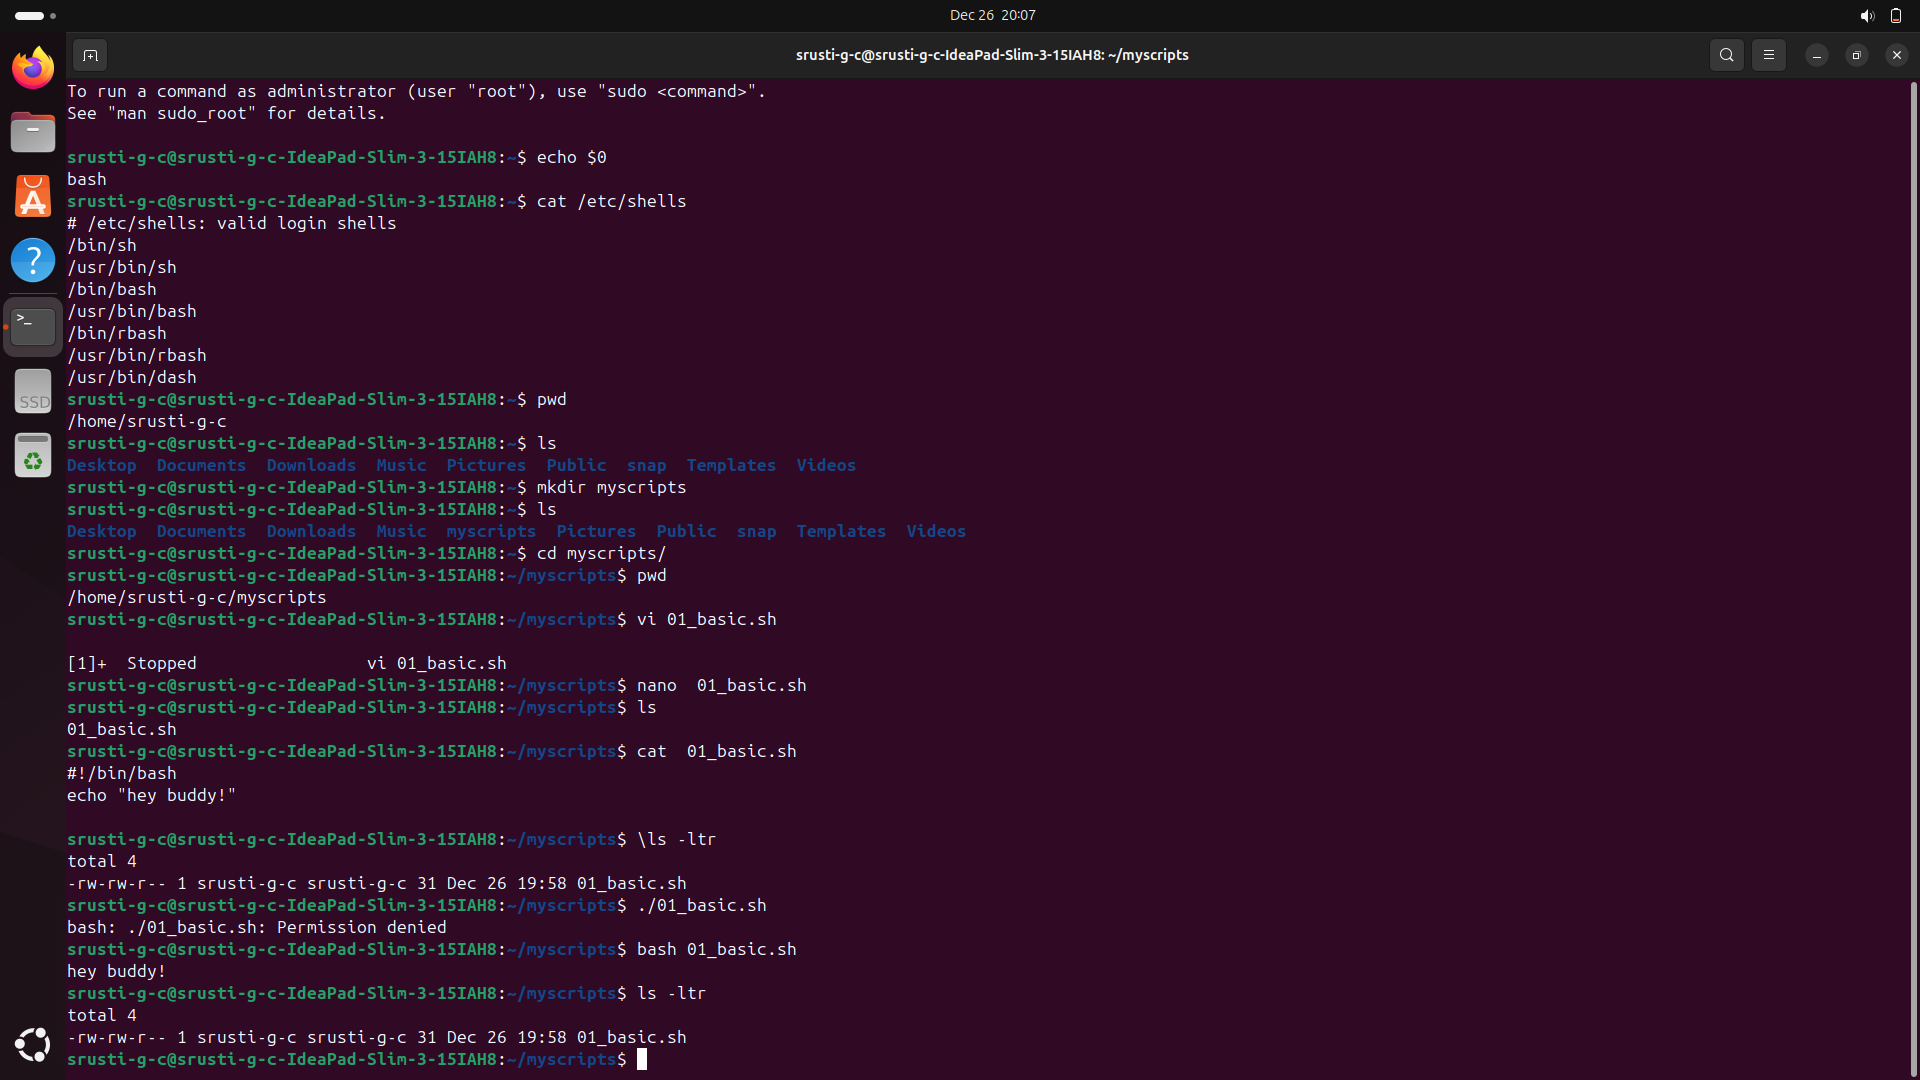 Dec 26 20:07
srusti-g-c@srusti-g-c-IdeaPad-Slim-3-15IAH8: ~/myscripts
To run a command as administrator (user "root"), use "sudo <command>".
See "man sudo_root" for details.
srusti-g-c@srusti-g-c-IdeaPad-Slim-3-15IAH8:~$ echo $0
bash
srusti-g-c@srusti-g-c-IdeaPad-Slim-3-15IAH8:~$ cat /etc/shells
# /etc/shells: valid login shells
/bin/sh
/usr/bin/sh
/bin/bash
/usr/bin/bash
/bin/rbash
/usr/bin/rbash
/usr/bin/dash
srusti-g-c@srusti-g-c-IdeaPad-Slim-3-15IAH8:~$ pwd
/home/srusti-g-c
srusti-g-c@srusti-g-c-IdeaPad-Slim-3-15IAH8:~$ ls
Desktop  Documents  Downloads  Music  Pictures  Public  snap  Templates  Videos
srusti-g-c@srusti-g-c-IdeaPad-Slim-3-15IAH8:~$ mkdir myscripts
srusti-g-c@srusti-g-c-IdeaPad-Slim-3-15IAH8:~$ ls
Desktop  Documents  Downloads  Music  myscripts  Pictures  Public  snap  Templates  Videos
srusti-g-c@srusti-g-c-IdeaPad-Slim-3-15IAH8:~$ cd myscripts/
srusti-g-c@srusti-g-c-IdeaPad-Slim-3-15IAH8:~/myscripts$ pwd
/home/srusti-g-c/myscripts
srusti-g-c@srusti-g-c-IdeaPad-Slim-3-15IAH8:~/myscripts$ vi 01_basic.sh
[1]+  Stopped                 vi 01_basic.sh
srusti-g-c@srusti-g-c-IdeaPad-Slim-3-15IAH8:~/myscripts$ nano  01_basic.sh
srusti-g-c@srusti-g-c-IdeaPad-Slim-3-15IAH8:~/myscripts$ ls
01_basic.sh
srusti-g-c@srusti-g-c-IdeaPad-Slim-3-15IAH8:~/myscripts$ cat  01_basic.sh
#!/bin/bash
echo "hey buddy!"
srusti-g-c@srusti-g-c-IdeaPad-Slim-3-15IAH8:~/myscripts$ \ls -ltr
total 4
-rw-rw-r-- 1 srusti-g-c srusti-g-c 31 Dec 26 19:58 01_basic.sh
srusti-g-c@srusti-g-c-IdeaPad-Slim-3-15IAH8:~/myscripts$ ./01_basic.sh
bash: ./01_basic.sh: Permission denied
srusti-g-c@srusti-g-c-IdeaPad-Slim-3-15IAH8:~/myscripts$ bash 01_basic.sh
hey buddy!
srusti-g-c@srusti-g-c-IdeaPad-Slim-3-15IAH8:~/myscripts$ ls -ltr
total 4
-rw-rw-r-- 1 srusti-g-c srusti-g-c 31 Dec 26 19:58 01_basic.sh
srusti-g-c@srusti-g-c-IdeaPad-Slim-3-15IAH8:~/myscripts$
SSD